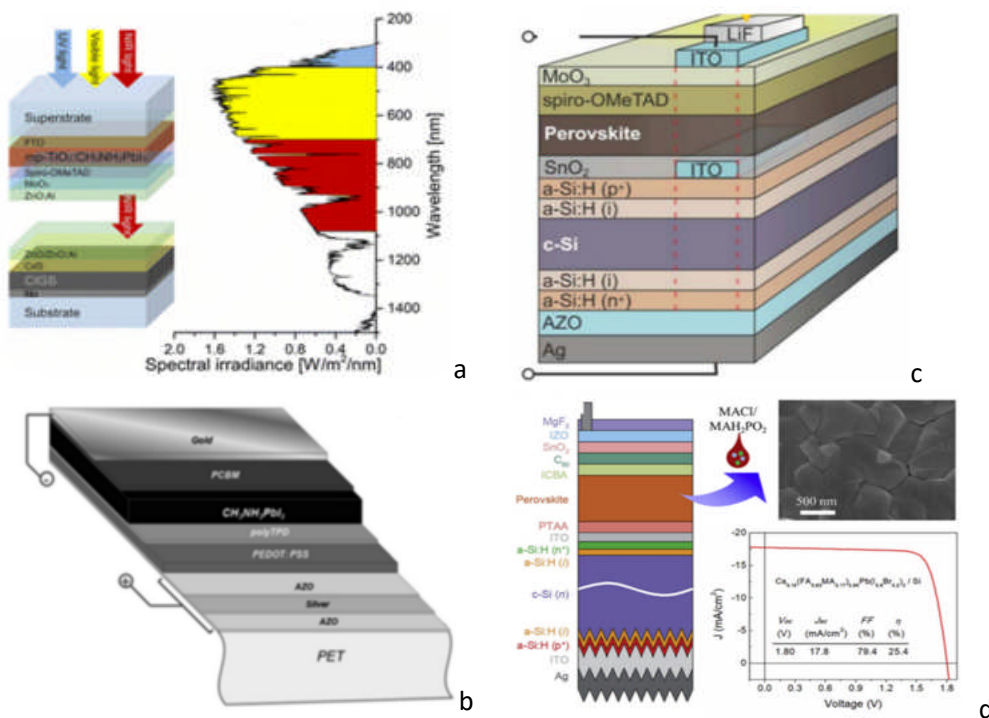 UV light
Visible light
NIR light
Superstrate
FTO
mp-TiO₂:CH₃NH₃PbI₃
Spiro-OMeTAD
MoO₃
ZnO:Al
NIR light
ZnO/ZnO:Al
CdS
CIGS
Mo
Substrate
200
400
600
800
1000
1200
1400
Wavelength [nm]
2.0 1.6 1.2 0.8 0.4 0.0
Spectral irradiance [W/m²/nm]
a
LiF
ITO
MoO₃
spiro-OMeTAD
Perovskite
SnO₂ ITO
a-Si:H (p⁺)
a-Si:H (i)
c-Si
a-Si:H (i)
a-Si:H (n⁺)
AZO
Ag
c
Gold
PCBM
CH₃NH₃PbI₃
polyTPD
PEDOT: PSS
AZO
Silver
AZO
PET
-
+
b
MgF₂
IZO
SnO₂
C₆₀
ICBA
Perovskite
PTAA
ITO
a-Si:H (n⁺)
a-Si:H (i)
c-Si (n)
a-Si:H (i)
a-Si:H (p⁺)
ITO
Ag
MACl/
MAH₂PO₂
500 nm
-20
-15
-10
-5
0
J (mA/cm²)
V J FF η
(V) (mA/cm²) (%) (%)
1.80 17.8 79.4 25.4
0.0 0.3 0.6 0.9 1.2 1.5 1.8
Voltage (V)
d